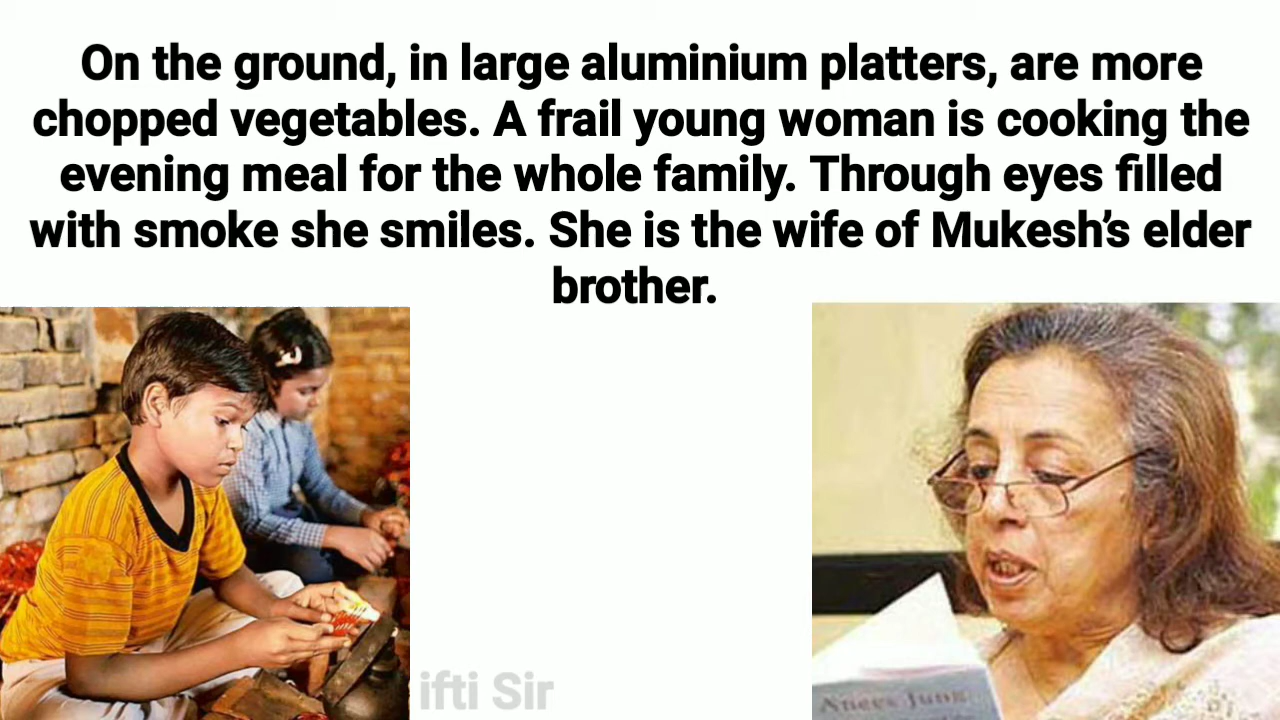 On the ground, in large aluminium platters, are more
chopped vegetables. A frail young woman is cooking the
evening meal for the whole family. Through eyes filled
with smoke she smiles. She is the wife of Mukesh’s elder
brother.
ifti Sir
Anees Jung